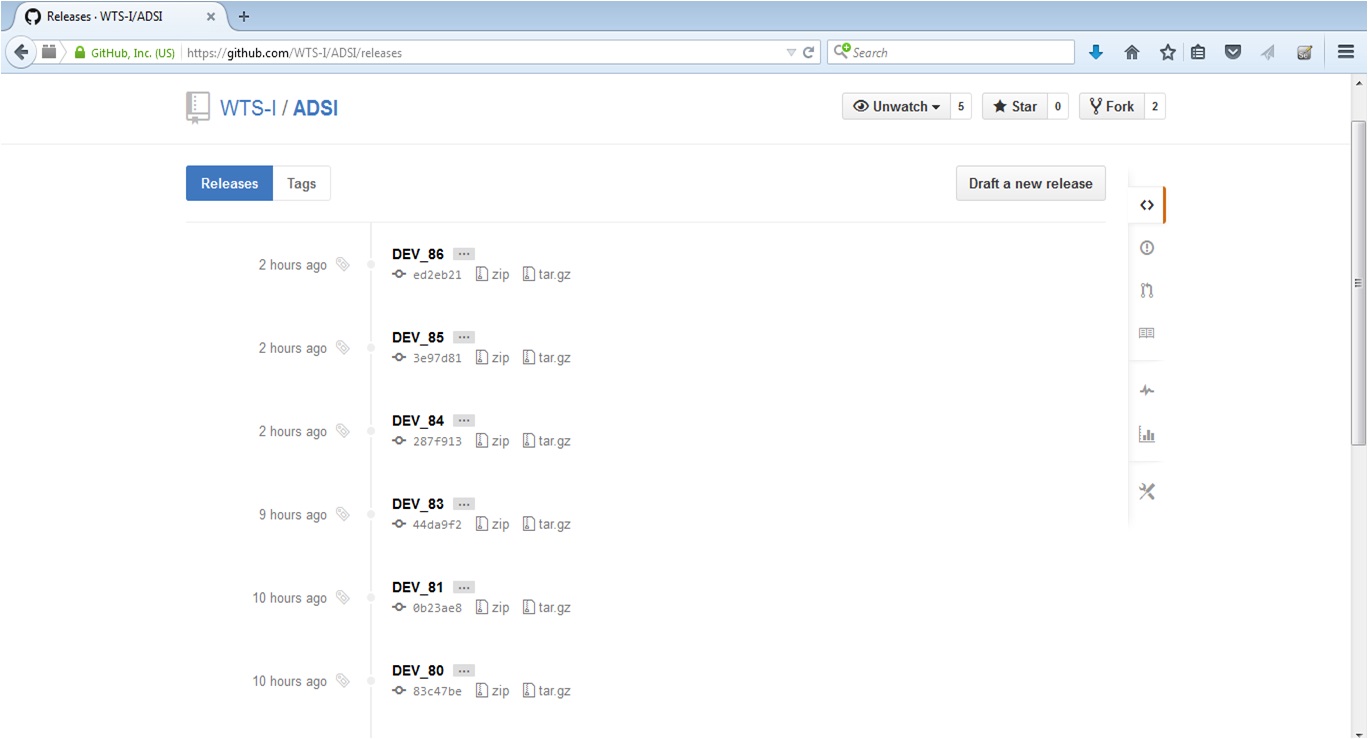 Releases · WTS-I/ADSI
GitHub, Inc. (US) https://github.com/WTS-I/ADSI/releases Search
WTS-I / ADSI Unwatch 5 Star 0 Fork 2
Releases Tags Draft a new release
DEV_86 ...
2 hours ago
ed2eb21 zip tar.gz
DEV_85 ...
2 hours ago
3e97d81 zip tar.gz
DEV_84 ...
2 hours ago
287f913 zip tar.gz
DEV_83 ...
9 hours ago
44da9f2 zip tar.gz
DEV_81 ...
10 hours ago
0b23ae8 zip tar.gz
DEV_80 ...
10 hours ago
83c47be zip tar.gz